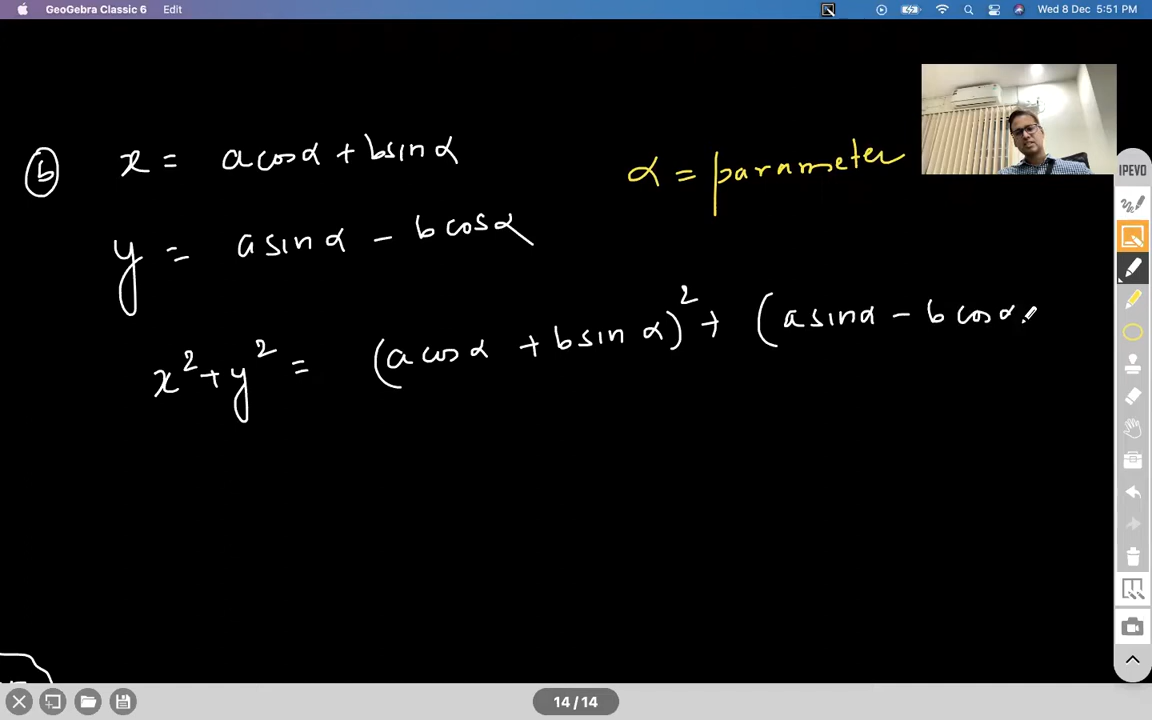 GeoGebra Classic 6 Edit Wed 8 Dec 5:51 PM
IPEVO
b x = a cos α + b sin α
α = parameter
y = a sin α - b cos α
x² + y² = (a cos α + b sin α)² + (a sin α - b cos α
14 / 14